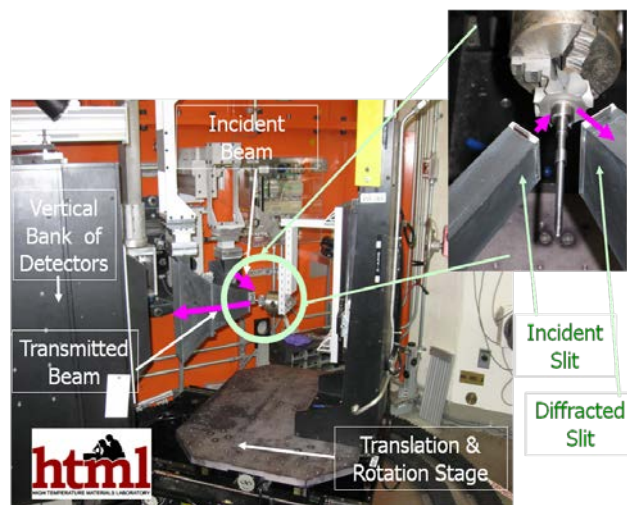 Incident
Beam
Vertical
Bank of
Detectors
Transmitted
Beam
Translation &
Rotation Stage
Incident
Slit
Diffracted
Slit
html
HIGH TEMPERATURE MATERIALS LABORATORY